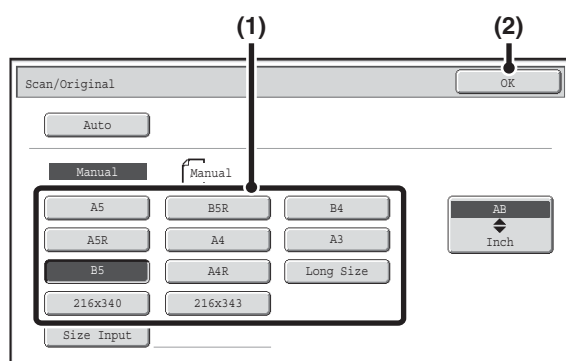 (1) (2)
Scan/Original OK
Auto
Manual Manual
A5 B5R B4 AB
A5R A4 A3 Inch
B5 A4R Long Size
216x340 216x343
Size Input